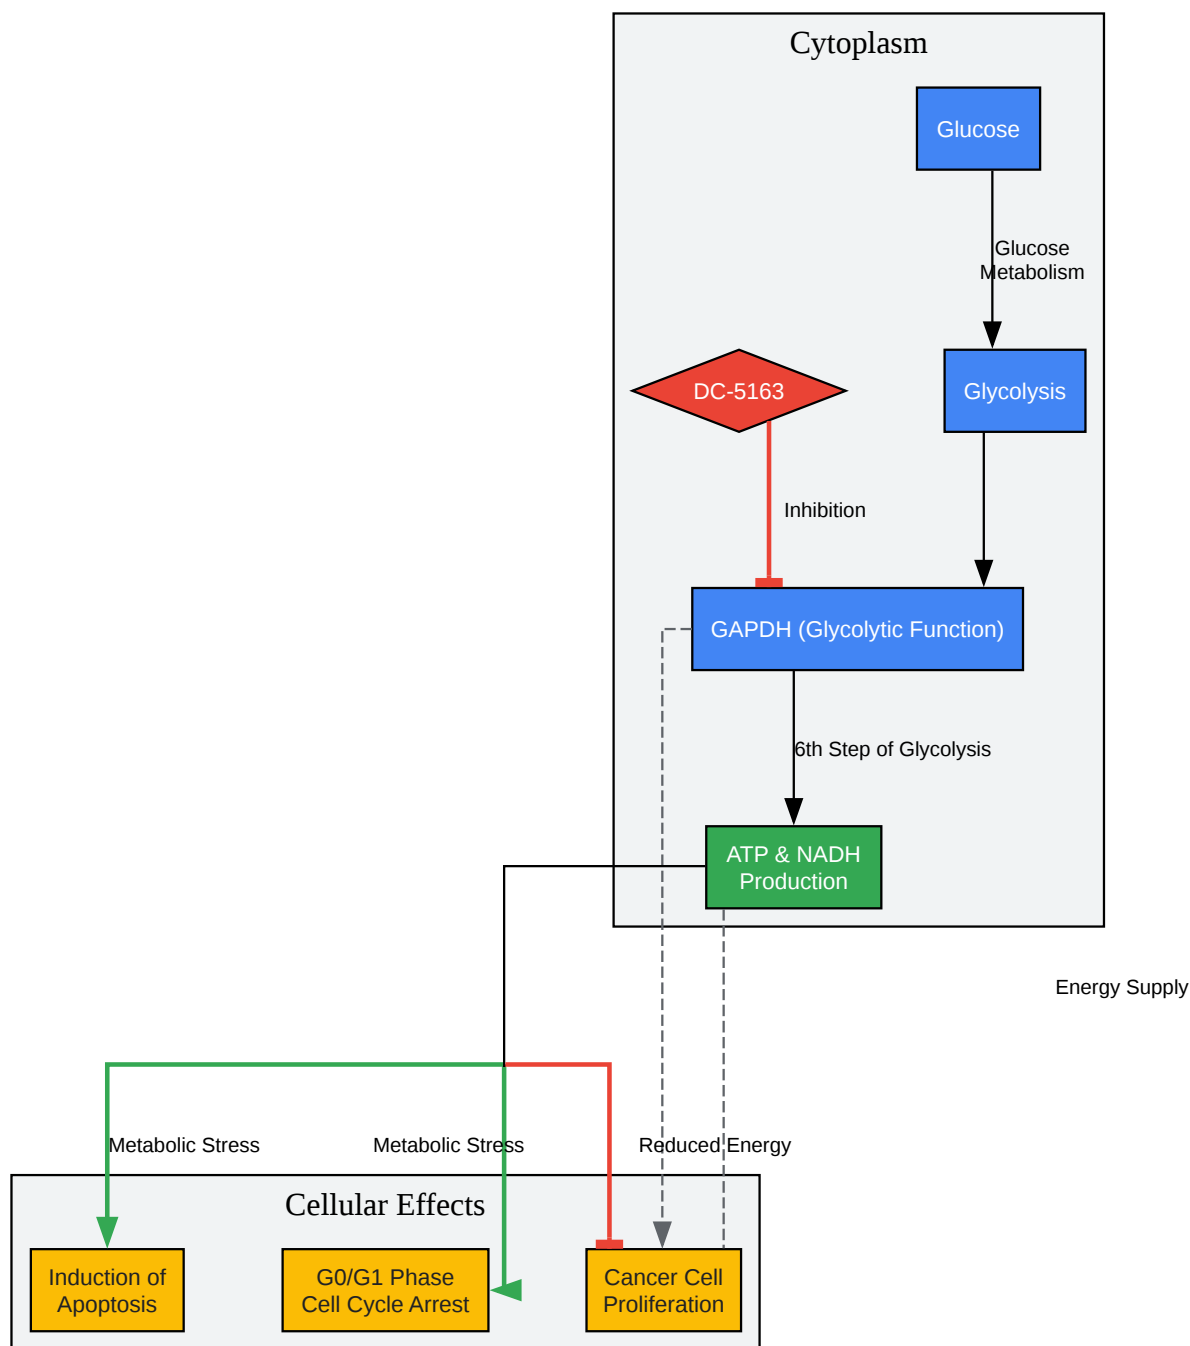 Cytoplasm
Glucose
Glucose
Metabolism
DC-5163
Glycolysis
Inhibition
GAPDH (Glycolytic Function)
6th Step of Glycolysis
ATP & NADH
Production
Energy Supply
Metabolic Stress
Metabolic Stress
Reduced Energy
Cellular Effects
Induction of
Apoptosis
G0/G1 Phase
Cell Cycle Arrest
Cancer Cell
Proliferation